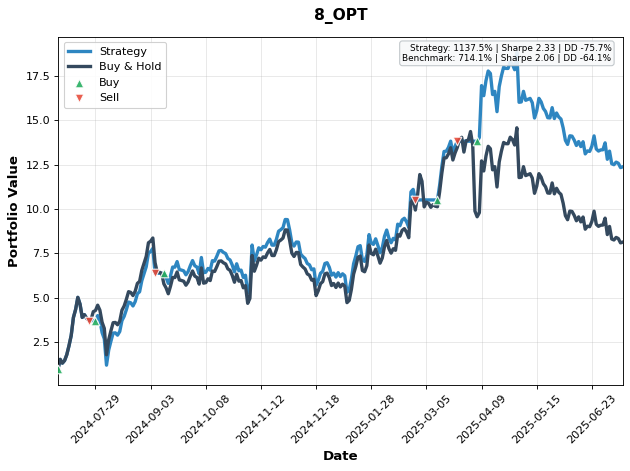 8_OPT
Strategy: 1137.5% | Sharpe 2.33 | DD -75.7%
Benchmark: 714.1% | Sharpe 2.06 | DD -64.1%
Strategy
Buy & Hold
Buy
Sell
Portfolio Value
17.5
15.0
12.5
10.0
7.5
5.0
2.5
2024-07-29
2024-09-03
2024-10-08
2024-11-12
2024-12-18
2025-01-28
2025-03-05
2025-04-09
2025-05-15
2025-06-23
Date